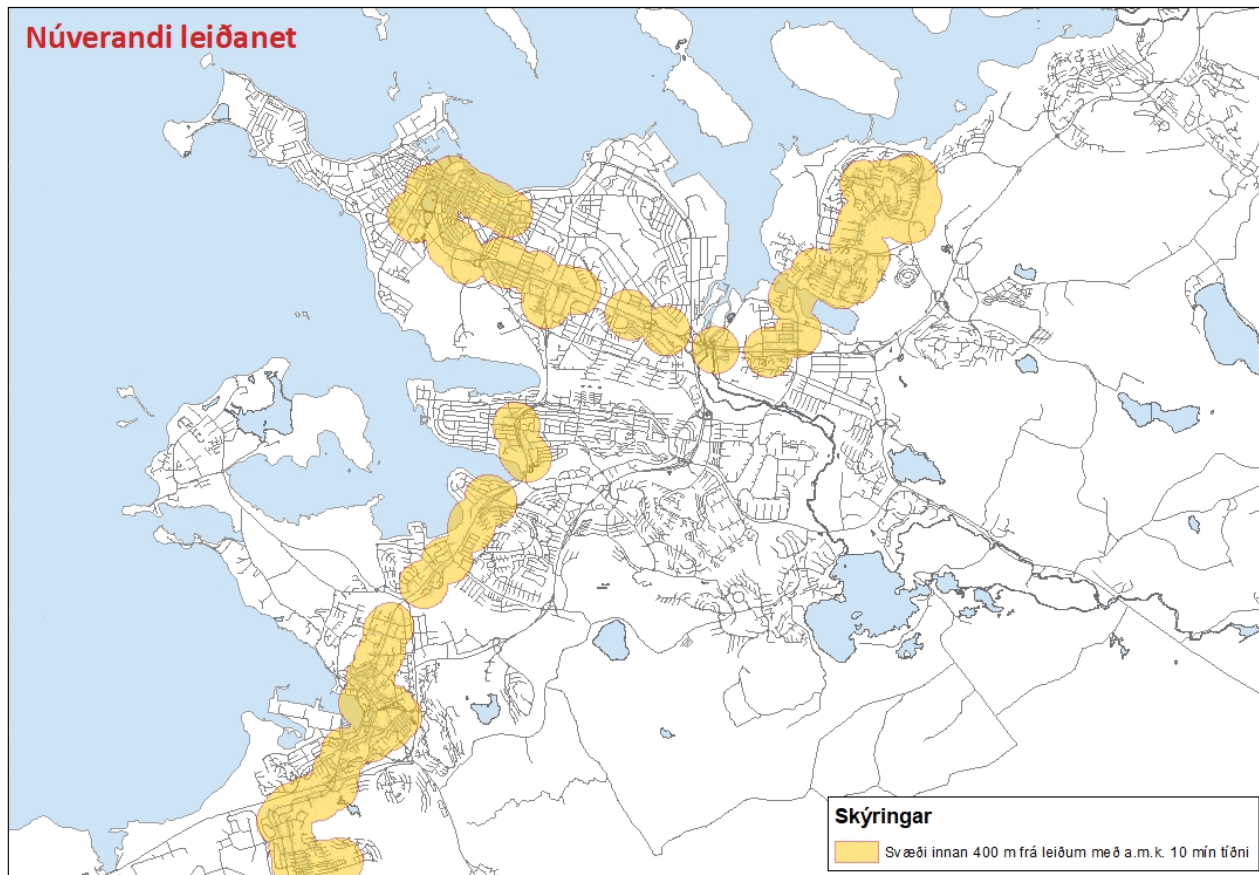 Núverandi leiðanet
Skýringar
Svæði innan 400 m frá leiðum með a.m.k. 10 mín tíðni